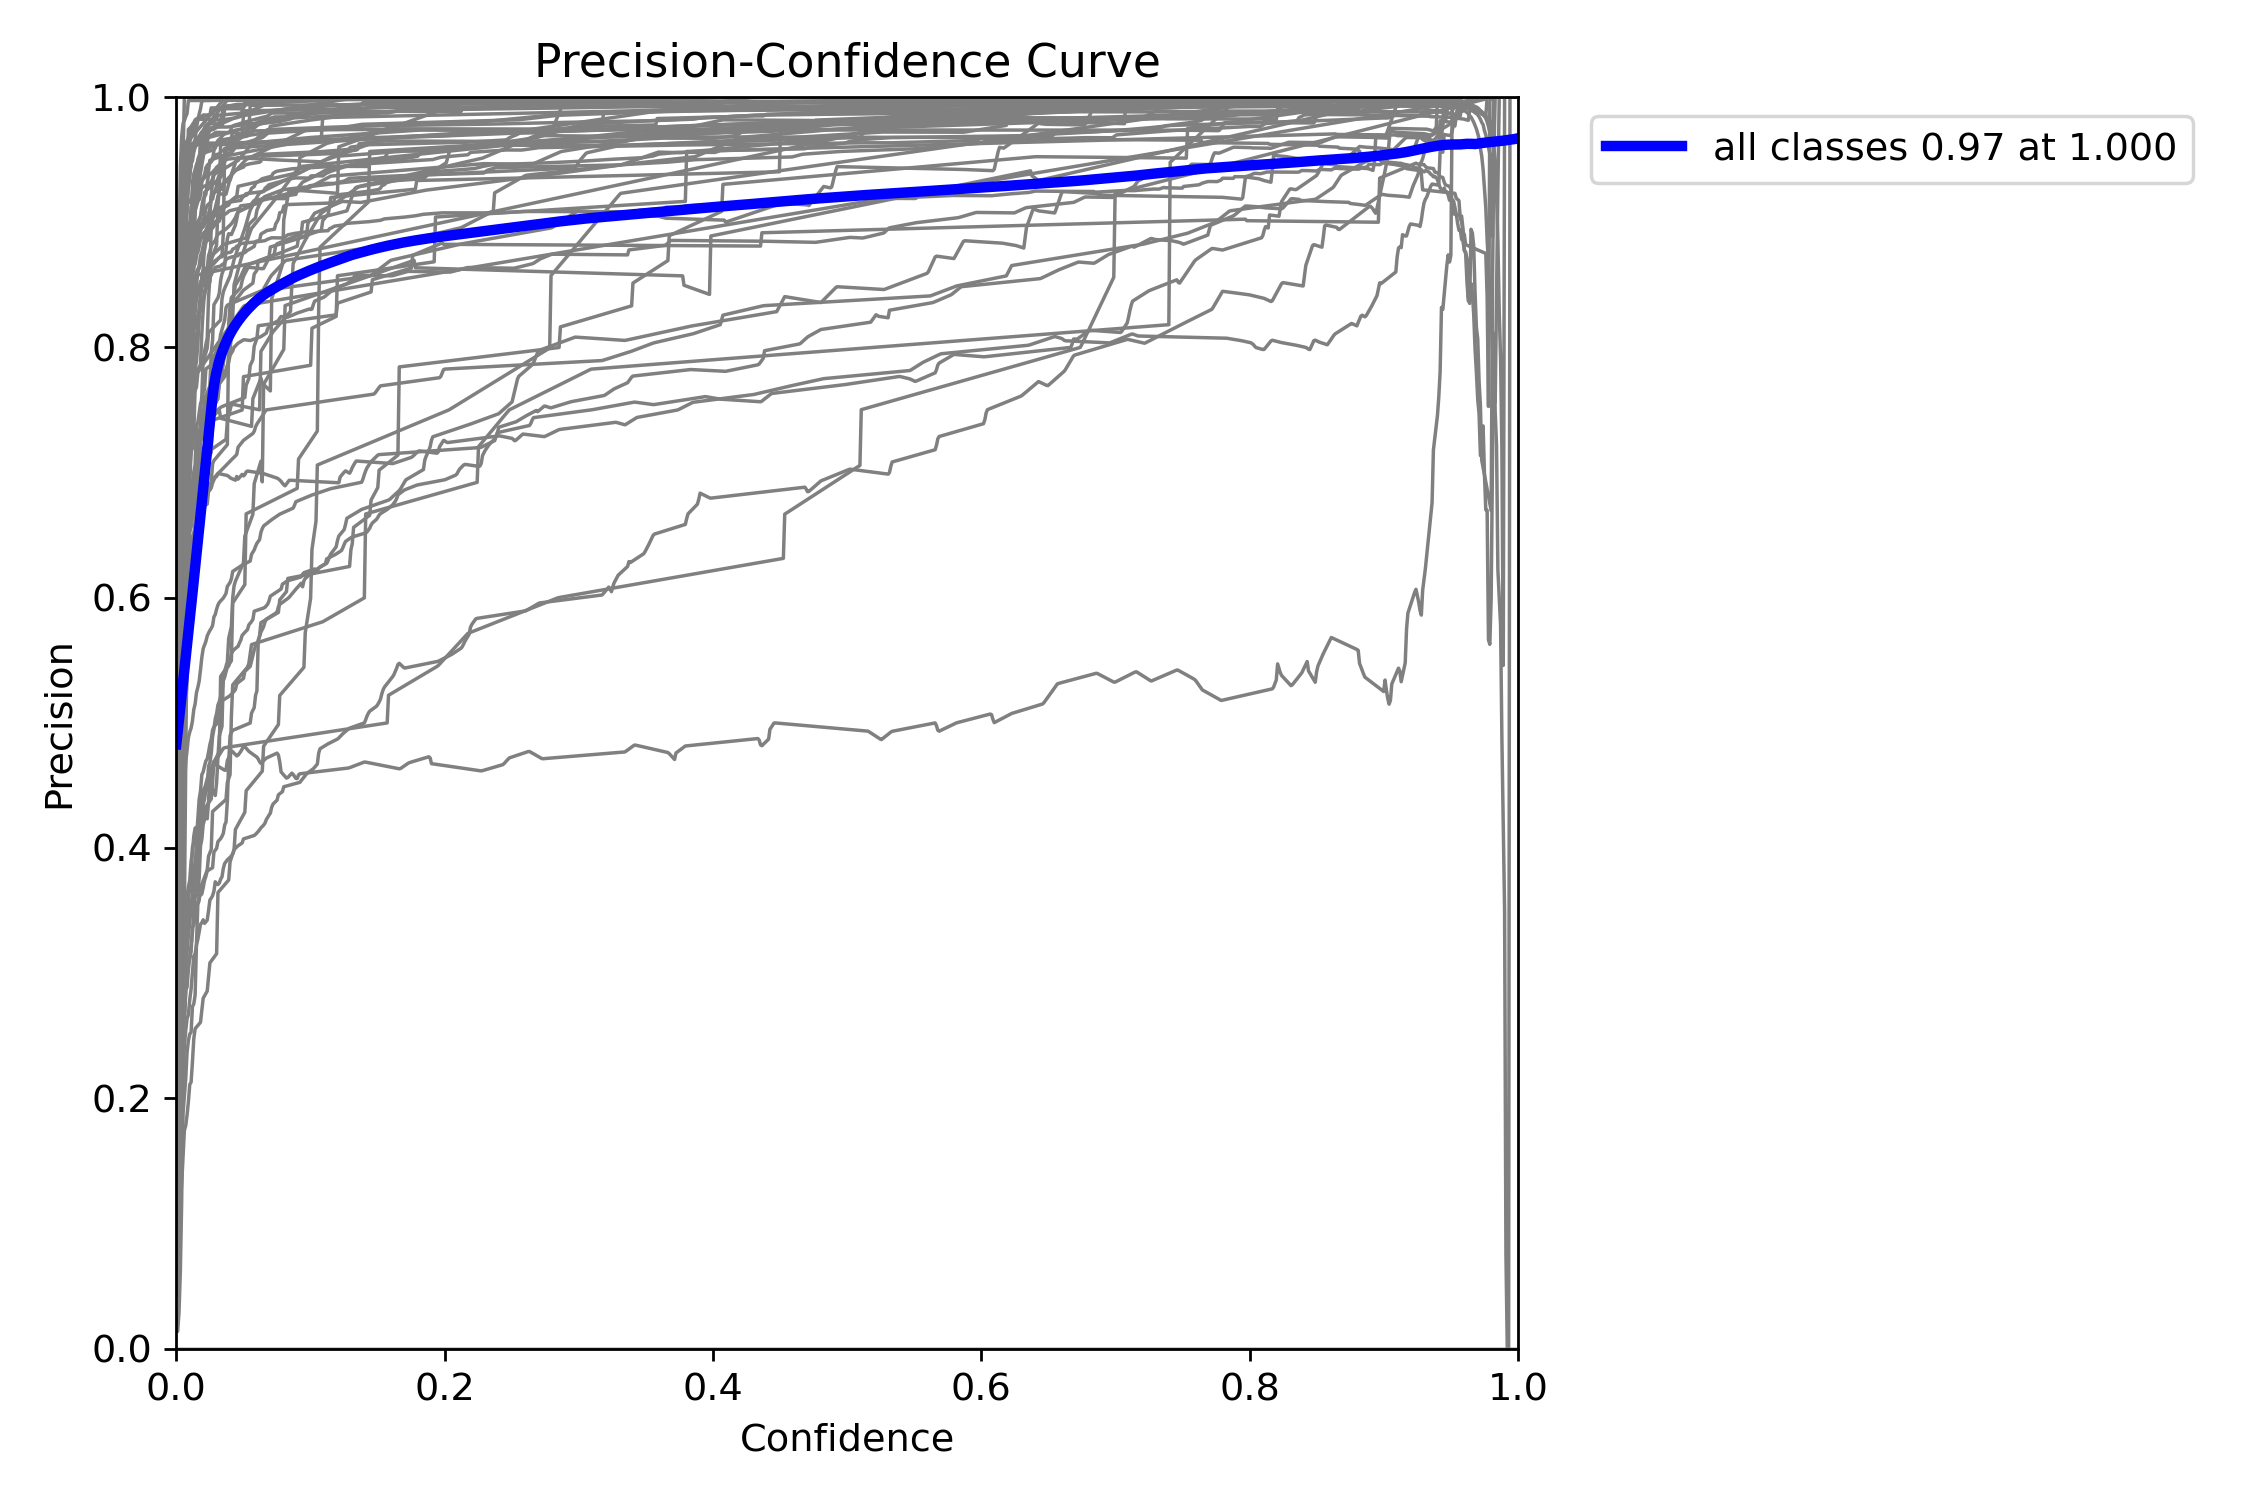 Precision-Confidence Curve
all classes 0.97 at 1.000
Precision
1.0
0.8
0.6
0.4
0.2
0.0
0.0 0.2 0.4 0.6 0.8 1.0
Confidence